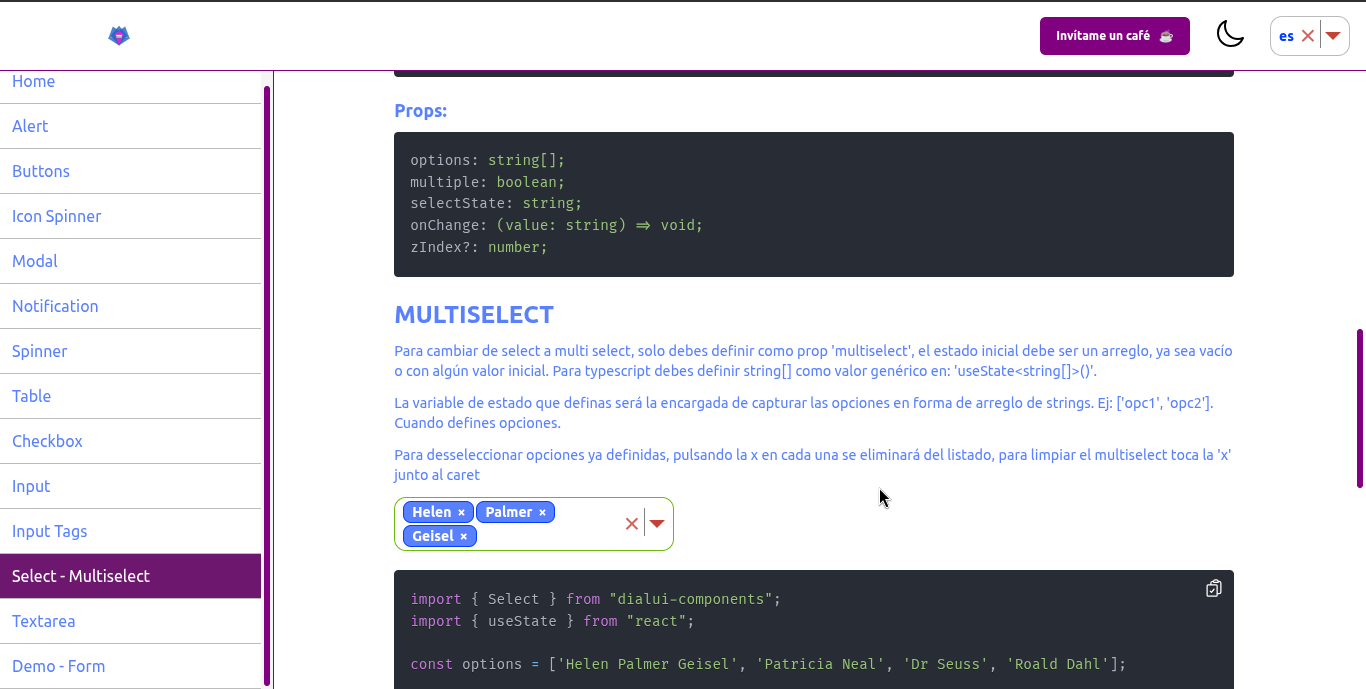 Invítame un café ☕
es
Home
Alert
Buttons
Icon Spinner
Modal
Notification
Spinner
Table
Checkbox
Input
Input Tags
Select - Multiselect
Textarea
Demo - Form
Props:
options: string[];
multiple: boolean;
selectState: string;
onChange: (value: string) => void;
zIndex?: number;
MULTISELECT
Para cambiar de select a multi select, solo debes definir como prop 'multiselect', el estado inicial debe ser un arreglo, ya sea vacío
o con algún valor inicial. Para typescript debes definir string[] como valor genérico en: 'useState<string[]>()'.
La variable de estado que definas será la encargada de capturar las opciones en forma de arreglo de strings. Ej: ['opc1', 'opc2'].
Cuando defines opciones.
Para desseleccionar opciones ya definidas, pulsando la x en cada una se eliminará del listado, para limpiar el multiselect toca la 'x'
junto al caret
Helen × Palmer ×
Geisel ×
import { Select } from "dialui-components";
import { useState } from "react";
const options = ['Helen Palmer Geisel', 'Patricia Neal', 'Dr Seuss', 'Roald Dahl'];